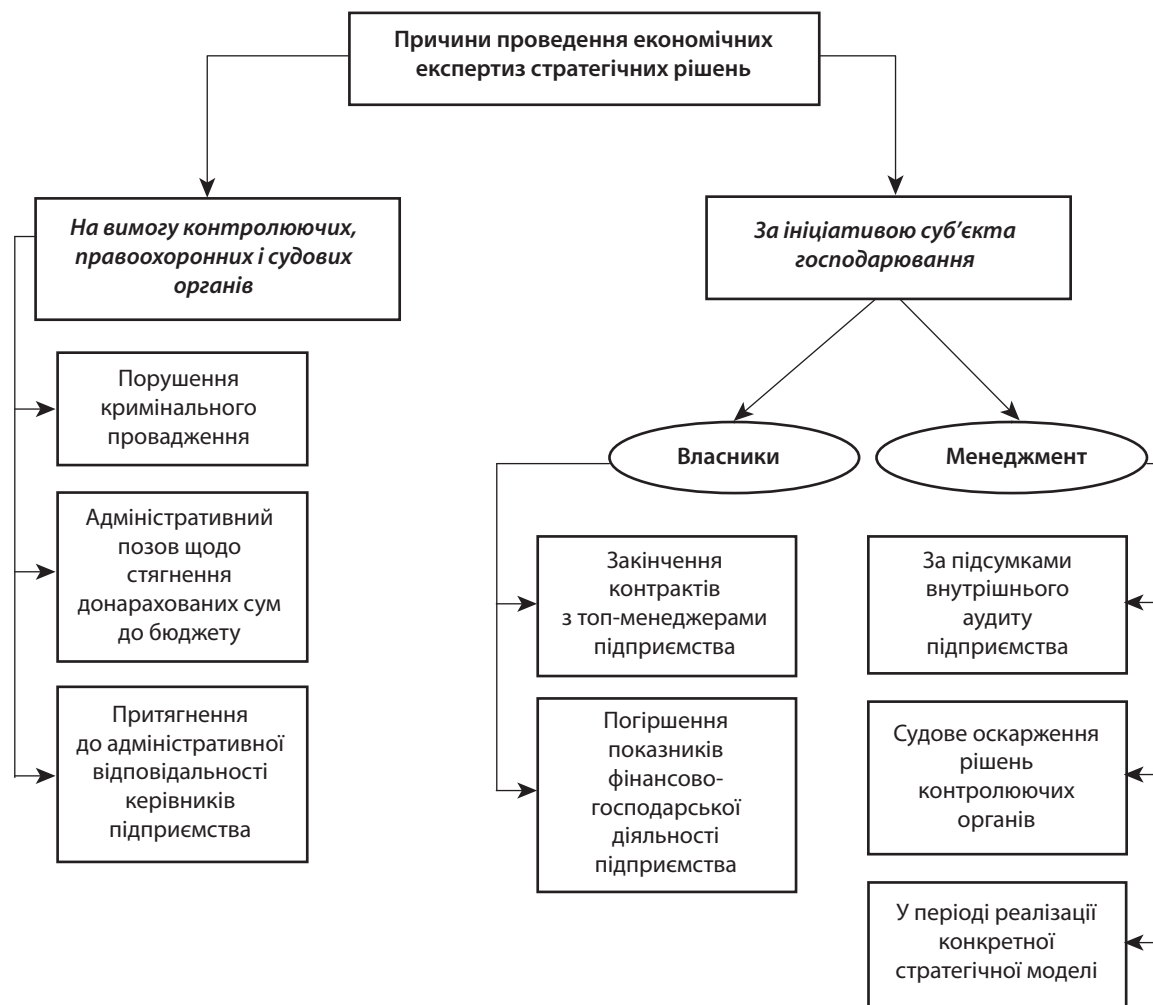 Причини проведення економічних
експертиз стратегічних рішень
На вимогу контролюючих,
правоохоронних і судових
органів
Порушення
кримінального
провадження
Адміністративний
позов щодо
стягнення
донарахованих сум
до бюджету
Притягнення
до адміністративної
відповідальності
керівників
підприємства
За ініціативою суб’єкта
господарювання
Власники
Закінчення
контрактів
з топ-менеджерами
підприємства
Погіршення
показників
фінансово-
господарської
діяльності
підприємства
Менеджмент
За підсумками
внутрішнього
аудиту
підприємства
Судове оскарження
рішень
контролюючих
органів
У періоді реалізації
конкретної
стратегічної моделі